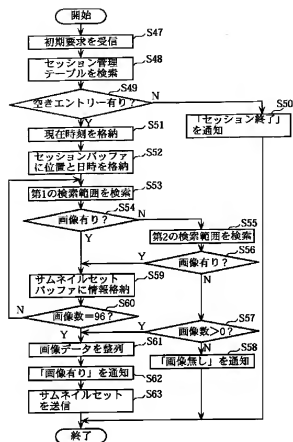 開始
S47
初期要求を受信
S48
セッション管理
テーブルを検索
S49
空きエントリー有り？
N
Y
S50
「セッション終了」
を通知
S51
現在時刻を格納
S52
セッションバッファ
に位置と日時を格納
S53
第1の検索範囲を検索
S54
画像有り？
N
Y
S55
第2の検索範囲を検索
S56
画像有り？
Y
N
S59
サムネイルセット
バッファに情報格納
S60
画像数=96？
N
Y
S57
画像数>0？
Y
N
S58
「画像無し」を通知
S61
画像データを整列
S62
「画像有り」を通知
S63
サムネイルセット
を送信
終了